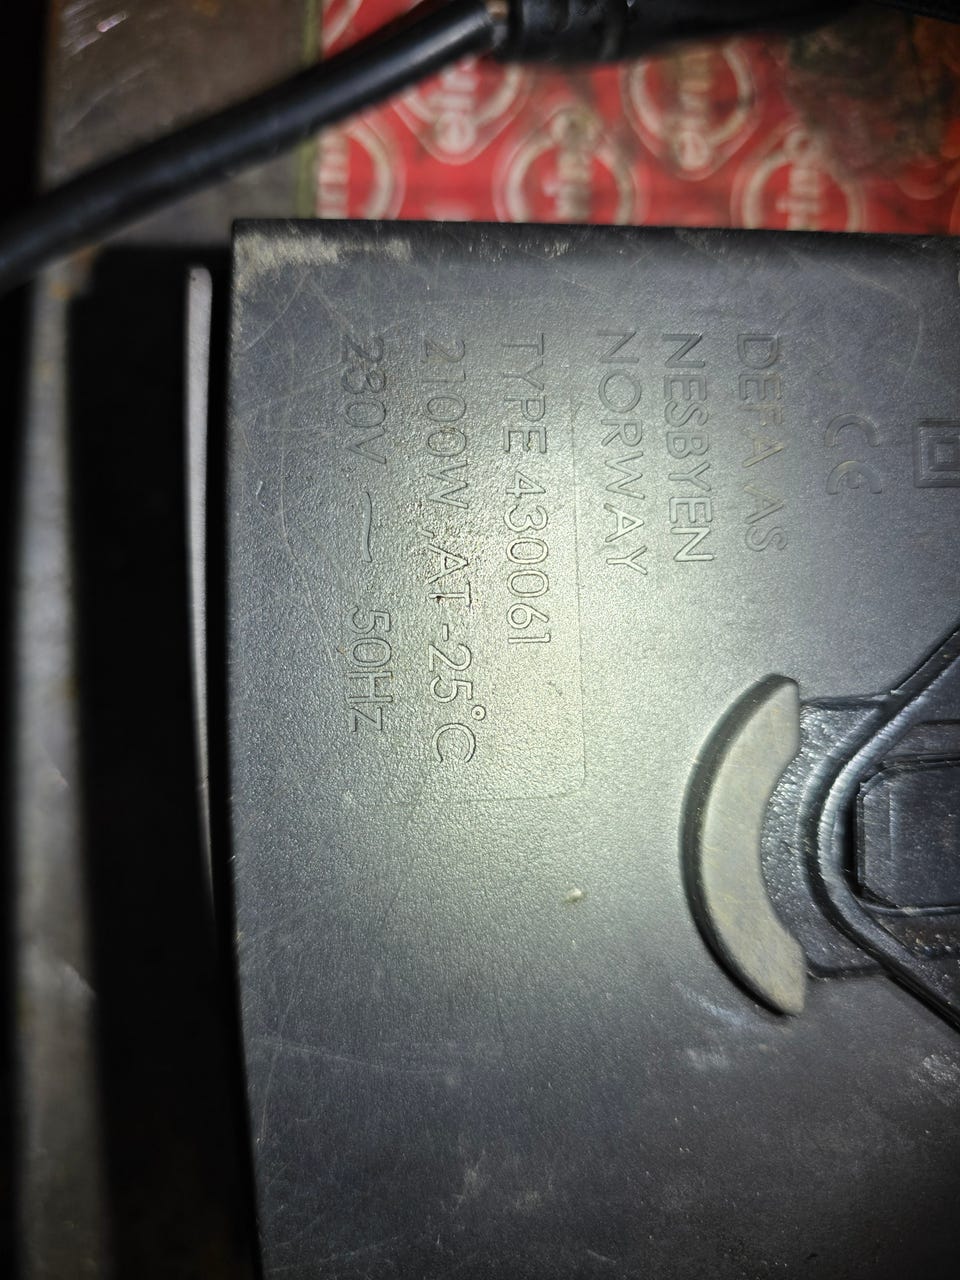 CE
DEFA AS
NESBYEN
NORWAY
TYPE 430061
2100W AT -25°C
230V ~ 50Hz